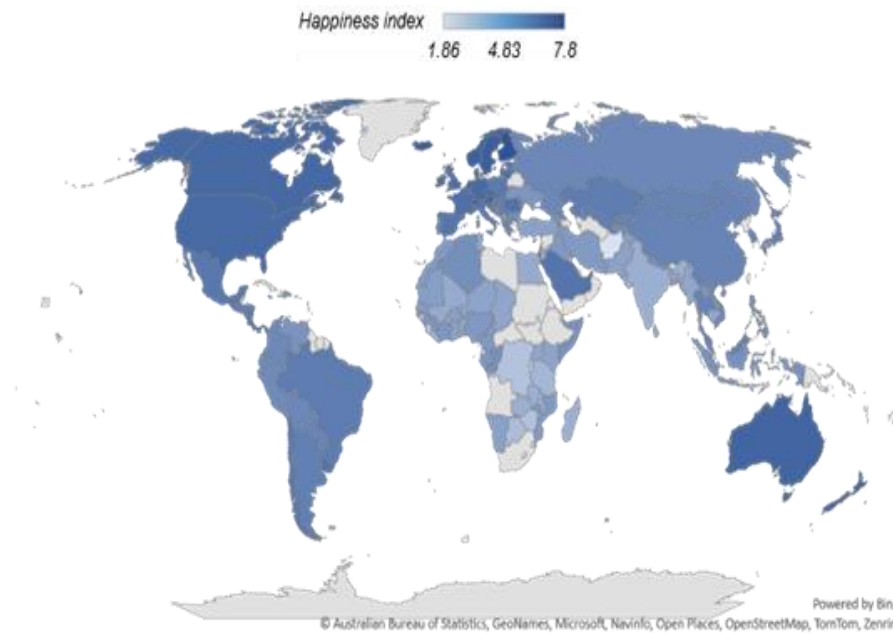 Happiness index
1.86 4.83 7.8
Powered by Bin
© Australian Bureau of Statistics, GeoNames, Microsoft, Navinfo, Open Places, OpenStreetMap, TomTom, Zenrin